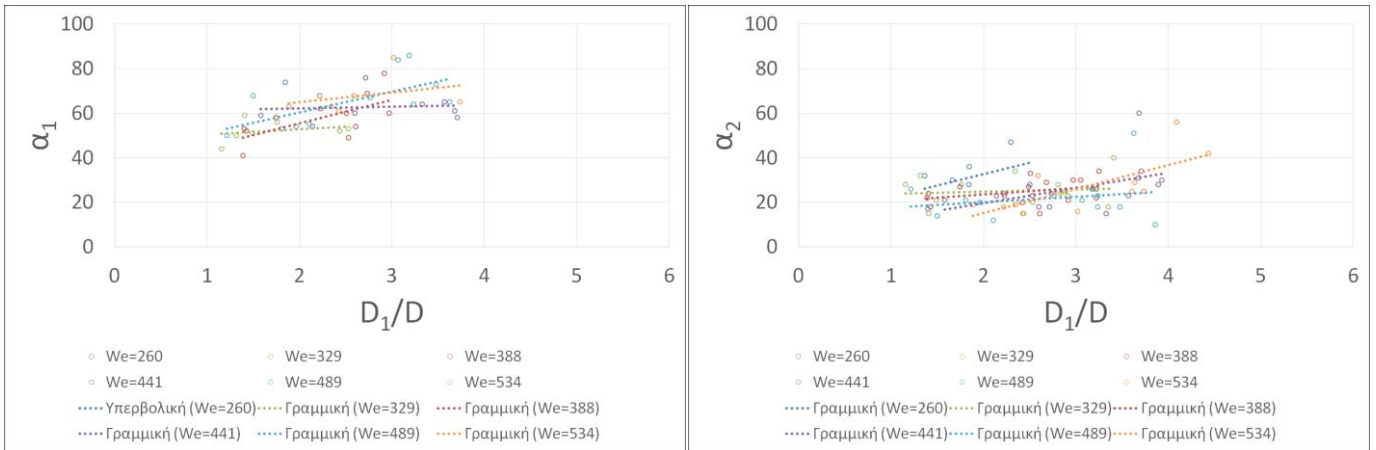 100
80
60
40
20
0
α1
0 1 2 3 4 5 6
D1/D
We=260 We=329 We=388
We=441 We=489 We=534
Υπερβολική (We=260) Γραμμική (We=329) Γραμμική (We=388)
Γραμμική (We=441) Γραμμική (We=489) Γραμμική (We=534)
100
80
60
40
20
0
α2
0 1 2 3 4 5 6
D1/D
We=260 We=329 We=388
We=441 We=489 We=534
Γραμμική (We=260) Γραμμική (We=329) Γραμμική (We=388)
Γραμμική (We=441) Γραμμική (We=489) Γραμμική (We=534)